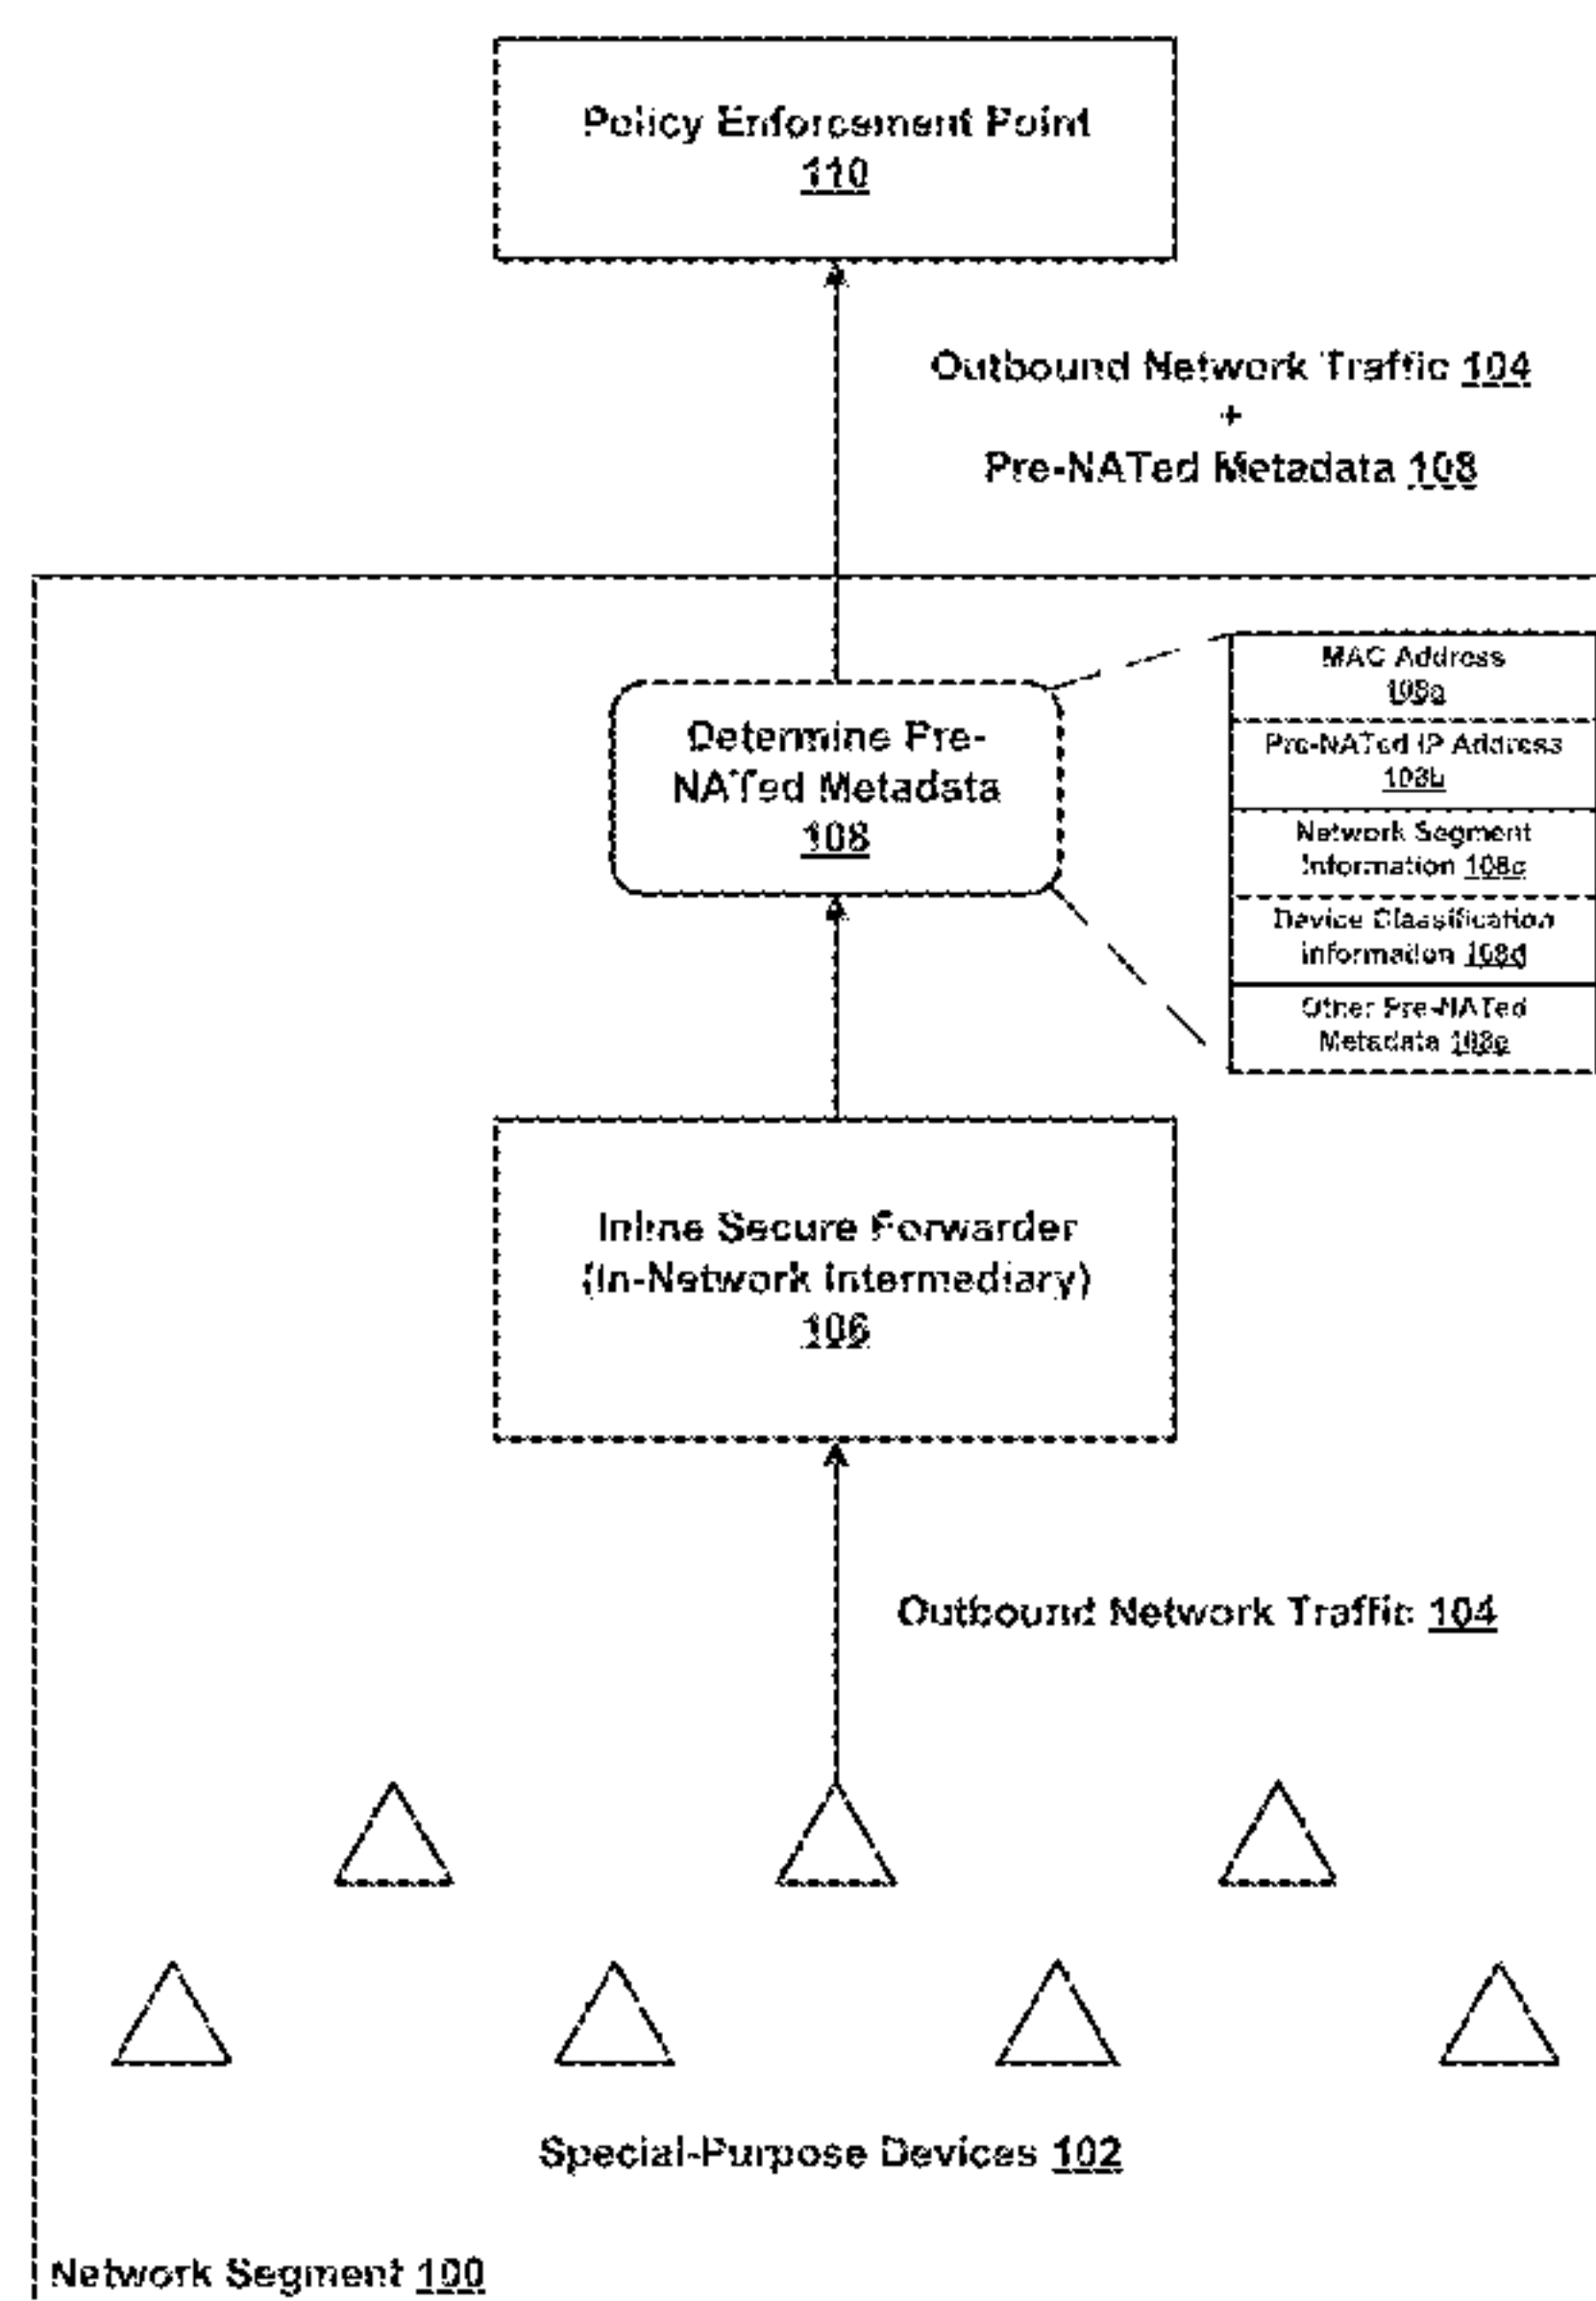 Policy Enforcement Point
110
Outbound Network Traffic 104
+
Pre-NATed Metadata 108
MAC Address
108a
Pre-NATed IP Address
108b
Network Segment
Information 108c
Device Classification
Information 108d
Other Pre-NATed
Metadata 108e
Determine Pre-
NATed Metadata
108
Inline Secure Forwarder
(In-Network Intermediary)
106
Outbound Network Traffic 104
Special-Purpose Devices 102
Network Segment 100